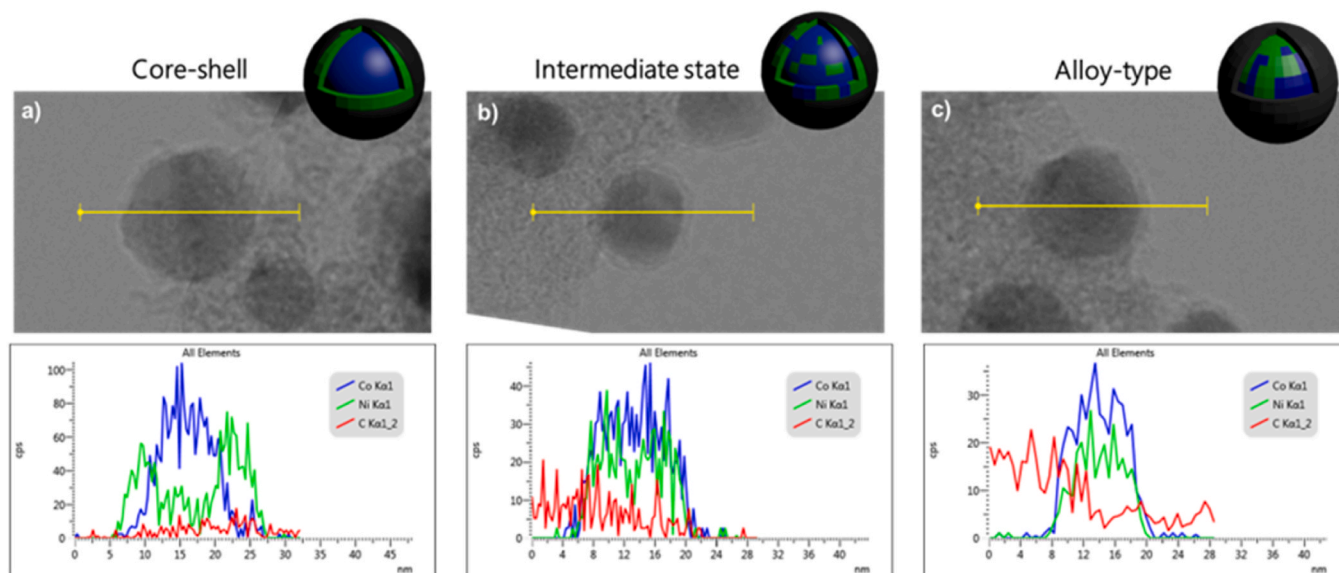 Core-shell
Intermediate state
Alloy-type
a)
b)
c)
All Elements
Co Kα1
Ni Kα1
C Kα1_2
cps
100
80
60
40
20
0
0 5 10 15 20 25 30 35 40 45
nm
All Elements
Co Kα1
Ni Kα1
C Kα1_2
cps
40
30
20
10
0
0 4 8 12 16 20 24 28 32 36 40
nm
All Elements
Co Kα1
Ni Kα1
C Kα1_2
cps
30
20
10
0
0 4 8 12 16 20 24 28 32 36 40
nm